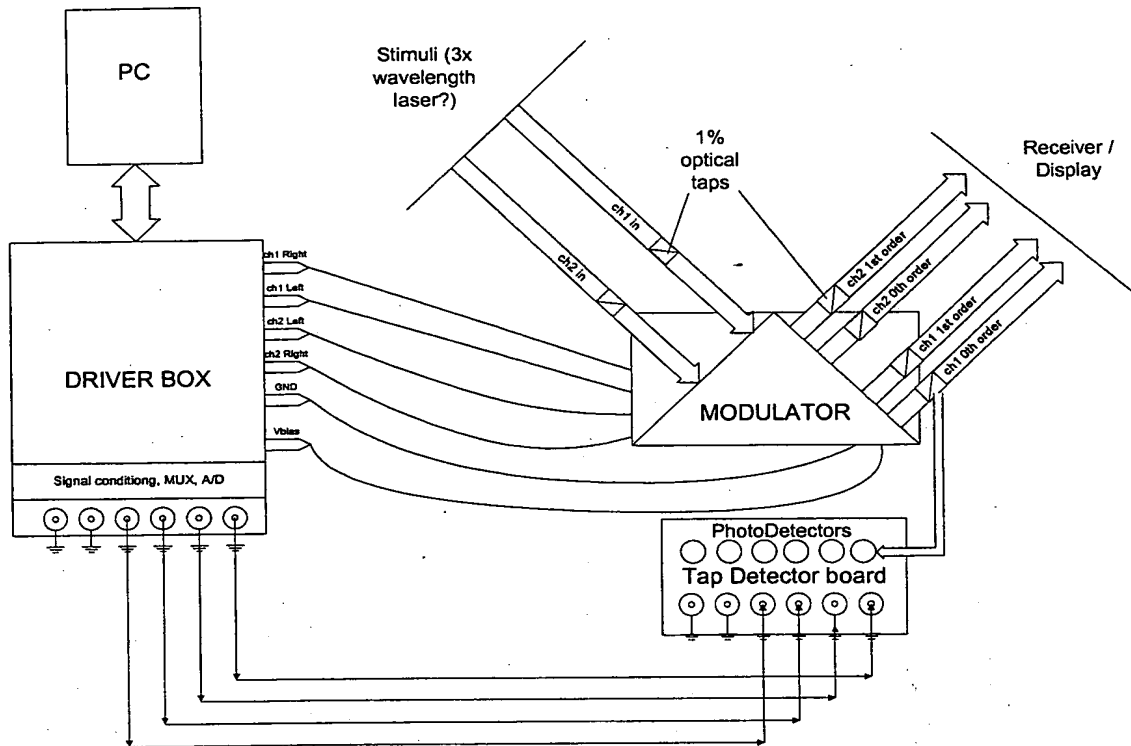 PC
Stimuli (3x
wavelength
laser?)
1%
optical
taps
Receiver /
Display
ch1 in
ch2 in
ch2 1st order
ch2 0th order
ch1 1st order
ch1 0th order
ch1 Right
ch1 Left
ch2 Left
ch2 Right
GND
Vbias
DRIVER BOX
MODULATOR
Signal conditiong, MUX, A/D
PhotoDetectors
Tap Detector board